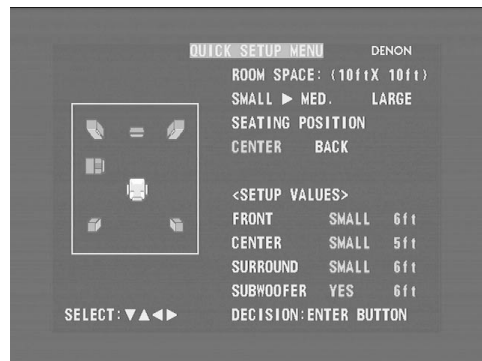 QUICK SETUP MENU DENON
ROOM SPACE: (10ftX 10ft)
SMALL ▶ MED. LARGE
SEATING POSITION
CENTER BACK
<SETUP VALUES>
FRONT SMALL 6ft
CENTER SMALL 5ft
SURROUND SMALL 6ft
SUBWOOFER YES 6ft
SELECT:▼▲◀▶ DECISION:ENTER BUTTON